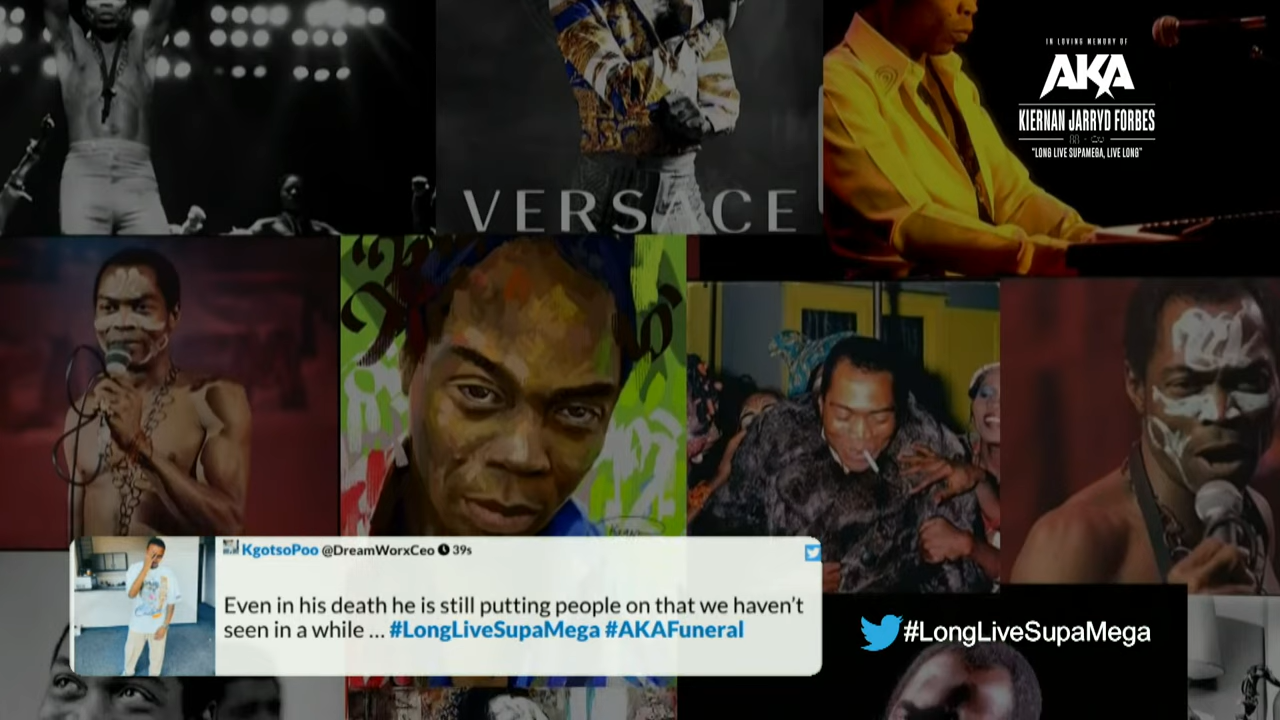 IN LOVING MEMORY OF
AKA
KIERNAN JARRYD FORBES
"LONG LIVE SUPAMEGA, LIVE LONG"
VERSACE
KgotsoPoo @DreamWorxCeo 39s
Even in his death he is still putting people on that we haven't
seen in a while ... #LongLiveSupaMega #AKAFuneral
#LongLiveSupaMega